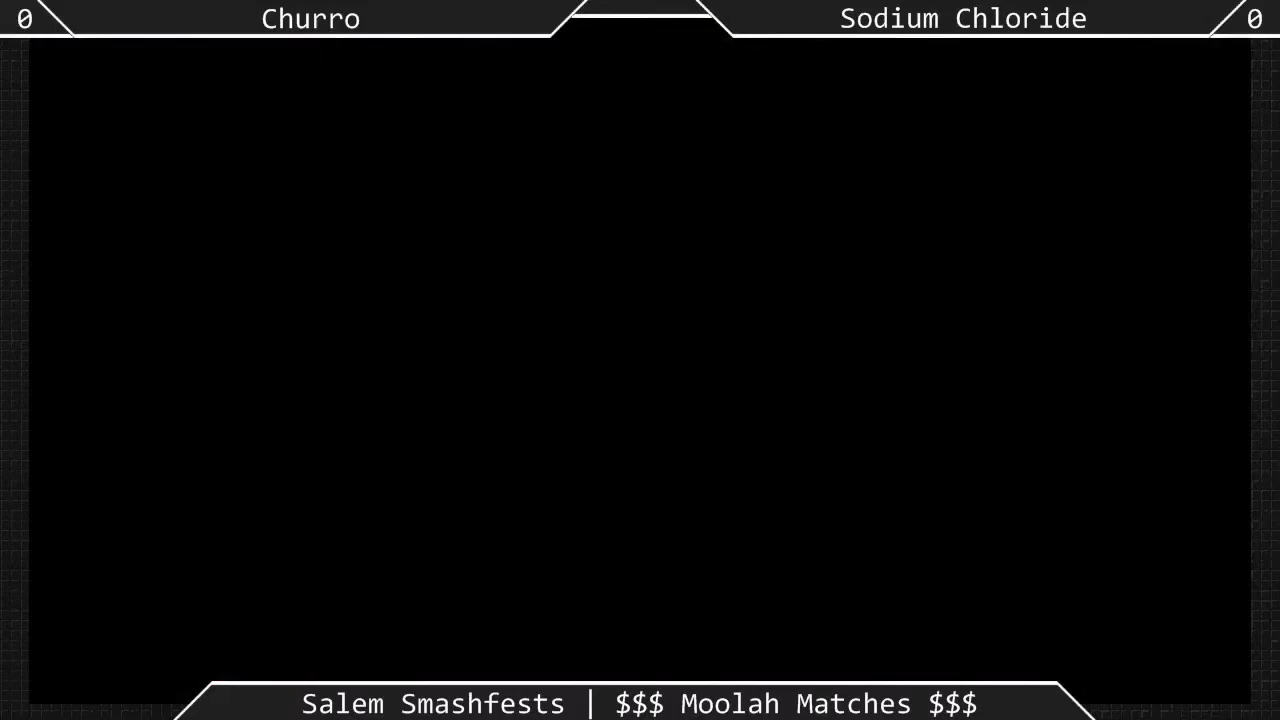 0 Churro Sodium Chloride 0
Salem Smashfests | $$$ Moolah Matches $$$